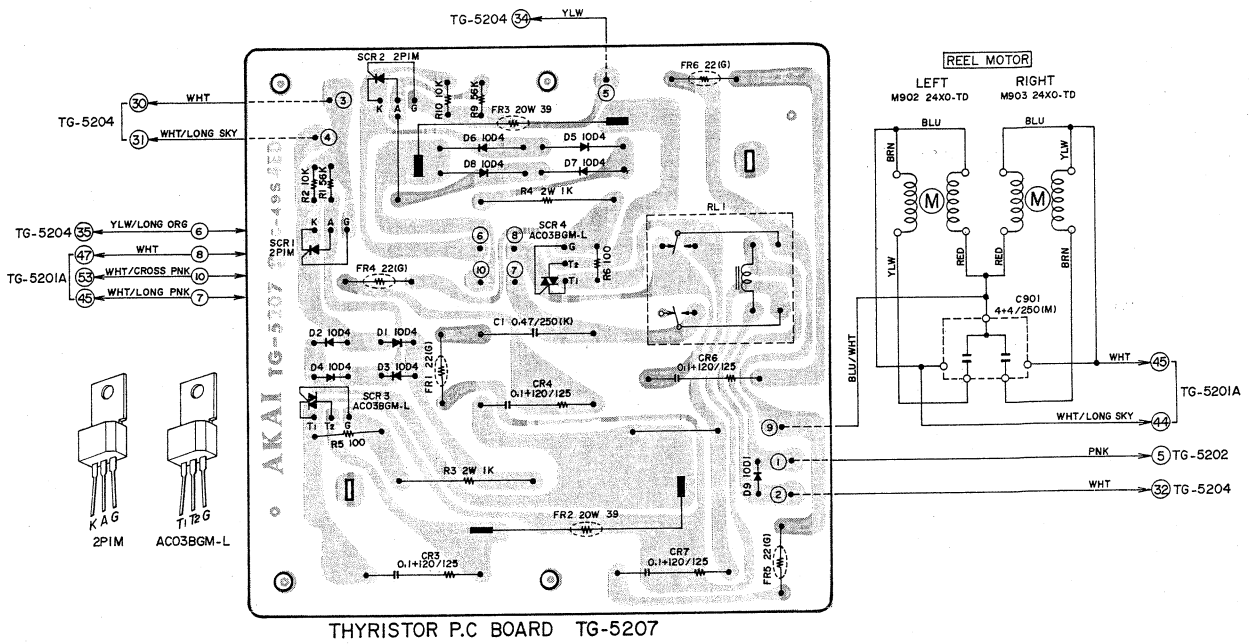 TG-5204 34 YLW
SCR2 2P1M
K A G
R10 10K
R9 56K
FR3 20W 39
5
FR6 22(G)
REEL MOTOR
LEFT
M902 24X0-TD
RIGHT
M903 24X0-TD
30 WHT 3
TG-5204
31 WHT/LONG SKY 4
BLU
BLU
BRN
YLW
M
M
YLW
RED
RED
BRN
D6 10D4
D5 10D4
D8 10D4
D7 10D4
R2 10K
R1 56K
R4 2W 1K
RL1
K A G
SCR1
2P1M
TG-5204 35 YLW/LONG ORG 6
47 WHT 8
TG-5201A 53 WHT/CROSS PNK 10
45 WHT/LONG PNK 7
6
8
10
7
SCR4
AC03BGM-L
G
T2
T1
R6 100
FR4 22(G)
C901
4+4/250(M)
BLU/WHT
C1 0.47/250(K)
D2 10D4
D1 10D4
D4 10D4
D3 10D4
FR1 22(G)
CR6
0.1+120/125
WHT 45
TG-5201A
WHT/LONG SKY 44
CR4
0.1+120/125
SCR3
AC03BGM-L
T1 T2 G
R5 100
9
1
PNK 5 TG-5202
D9 10D1
2
WHT 32 TG-5204
R3 2W 1K
FR2 20W 39
CR3
0.1+120/125
CR7
0.1+120/125
FR5 22(G)
AKAI TG-5207
K A G
2P1M
T1 T2 G
AC03BGM-L
THYRISTOR P.C BOARD TG-5207